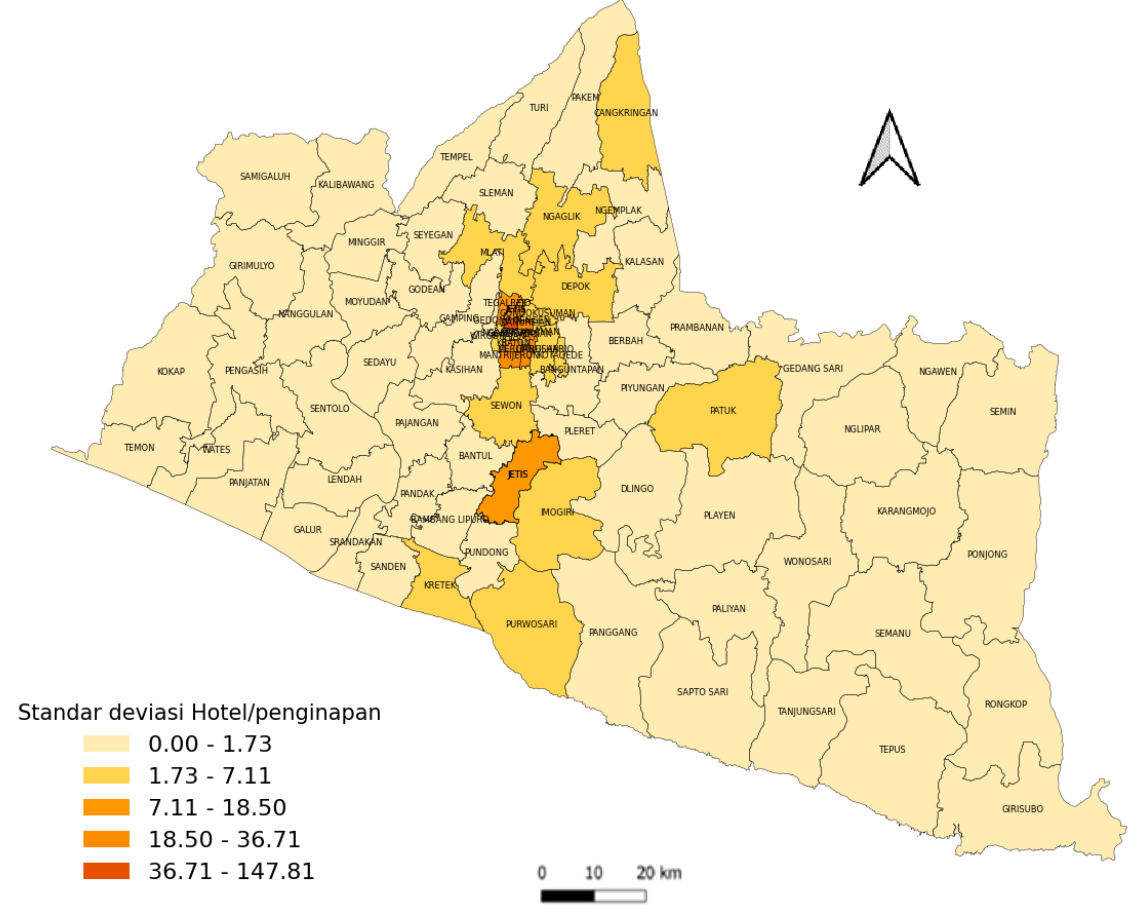 TURI
PAKEM
CANGKRINGAN
TEMPEL
SAMIGALUH
KALIBAWANG
SLEMAN
NGAGLIK
NGEMPLAK
SEYEGAN
MINGGIR
MLATI
KALASAN
GIRIMULYO
GODEAN
DEPOK
MOYUDAN
NANGGULAN
GAMPING
PRAMBANAN
BERBAH
KASIHAN
SEDAYU
KOKAP
PENGASIH
BANGUNTAPAN
GEDANG SARI
NGAWEN
PIYUNGAN
SEWON
SENTOLO
PATUK
SEMIN
PAJANGAN
PLERET
NGLIPAR
TEMON
WATES
BANTUL
JETIS
PANJATAN
LENDAH
PANDAK
DLINGO
IMOGIRI
PLAYEN
KARANGMOJO
BAMBANG LIPURO
GALUR
SRANDAKAN
PUNDONG
SANDEN
WONOSARI
PONJONG
KRETEK
PURWOSARI
PANGGANG
PALIYAN
SEMANU
SAPTO SARI
TANJUNGSARI
RONGKOP
TEPUS
GIRISUBO
Standar deviasi Hotel/penginapan
0.00 - 1.73
1.73 - 7.11
7.11 - 18.50
18.50 - 36.71
36.71 - 147.81
0 10 20 km